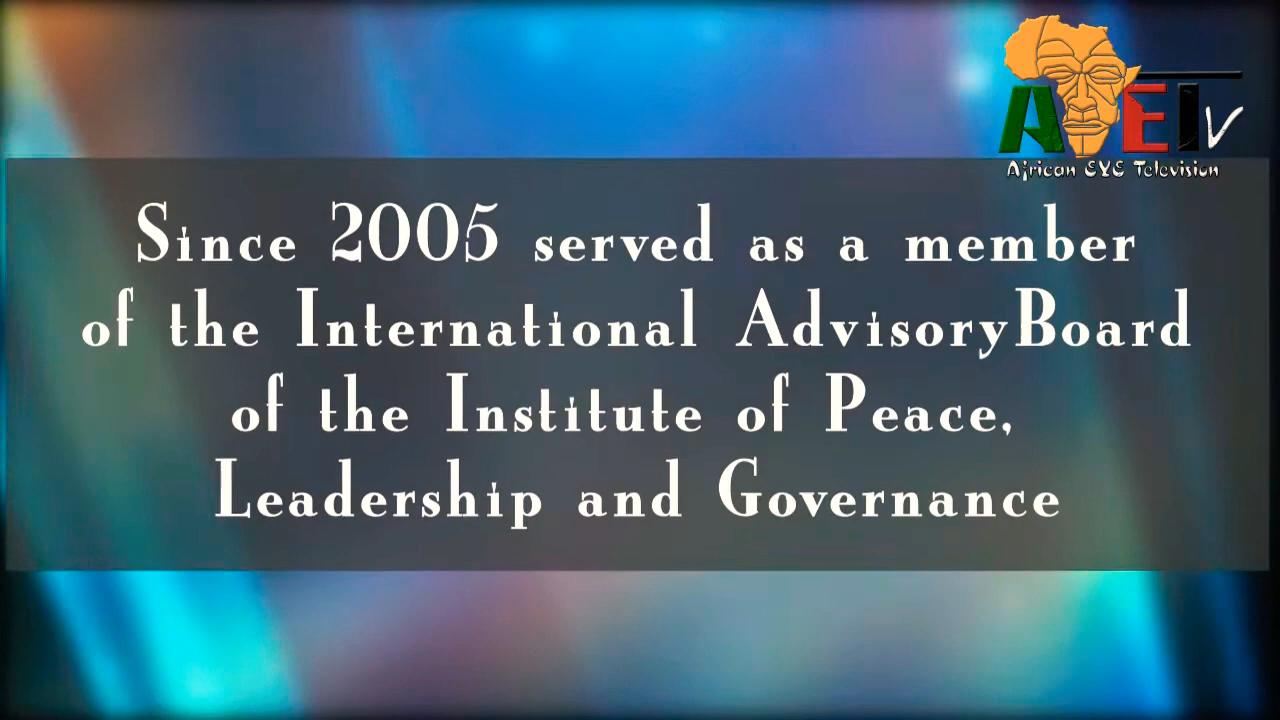 AETv
African EYE Television
Since 2005 served as a member
of the International AdvisoryBoard
of the Institute of Peace,
Leadership and Governance